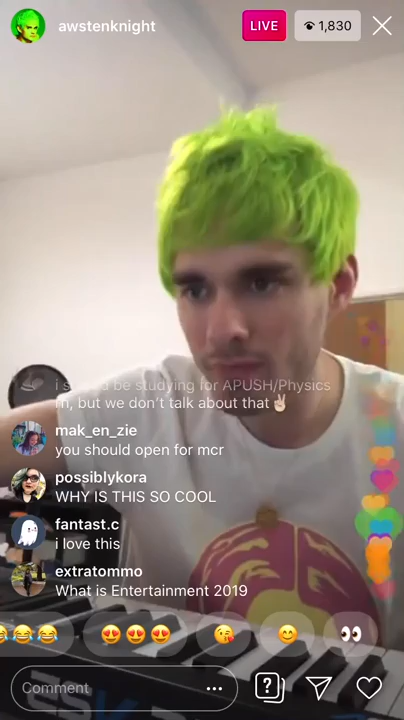 awstenknight
LIVE
1,830
be studying for APUSH/Physics
rn, but we don't talk about that ✌🏻
mak_en_zie
you should open for mcr
possiblykora
WHY IS THIS SO COOL
fantast.c
i love this
extratommo
What is Entertainment 2019
Comment